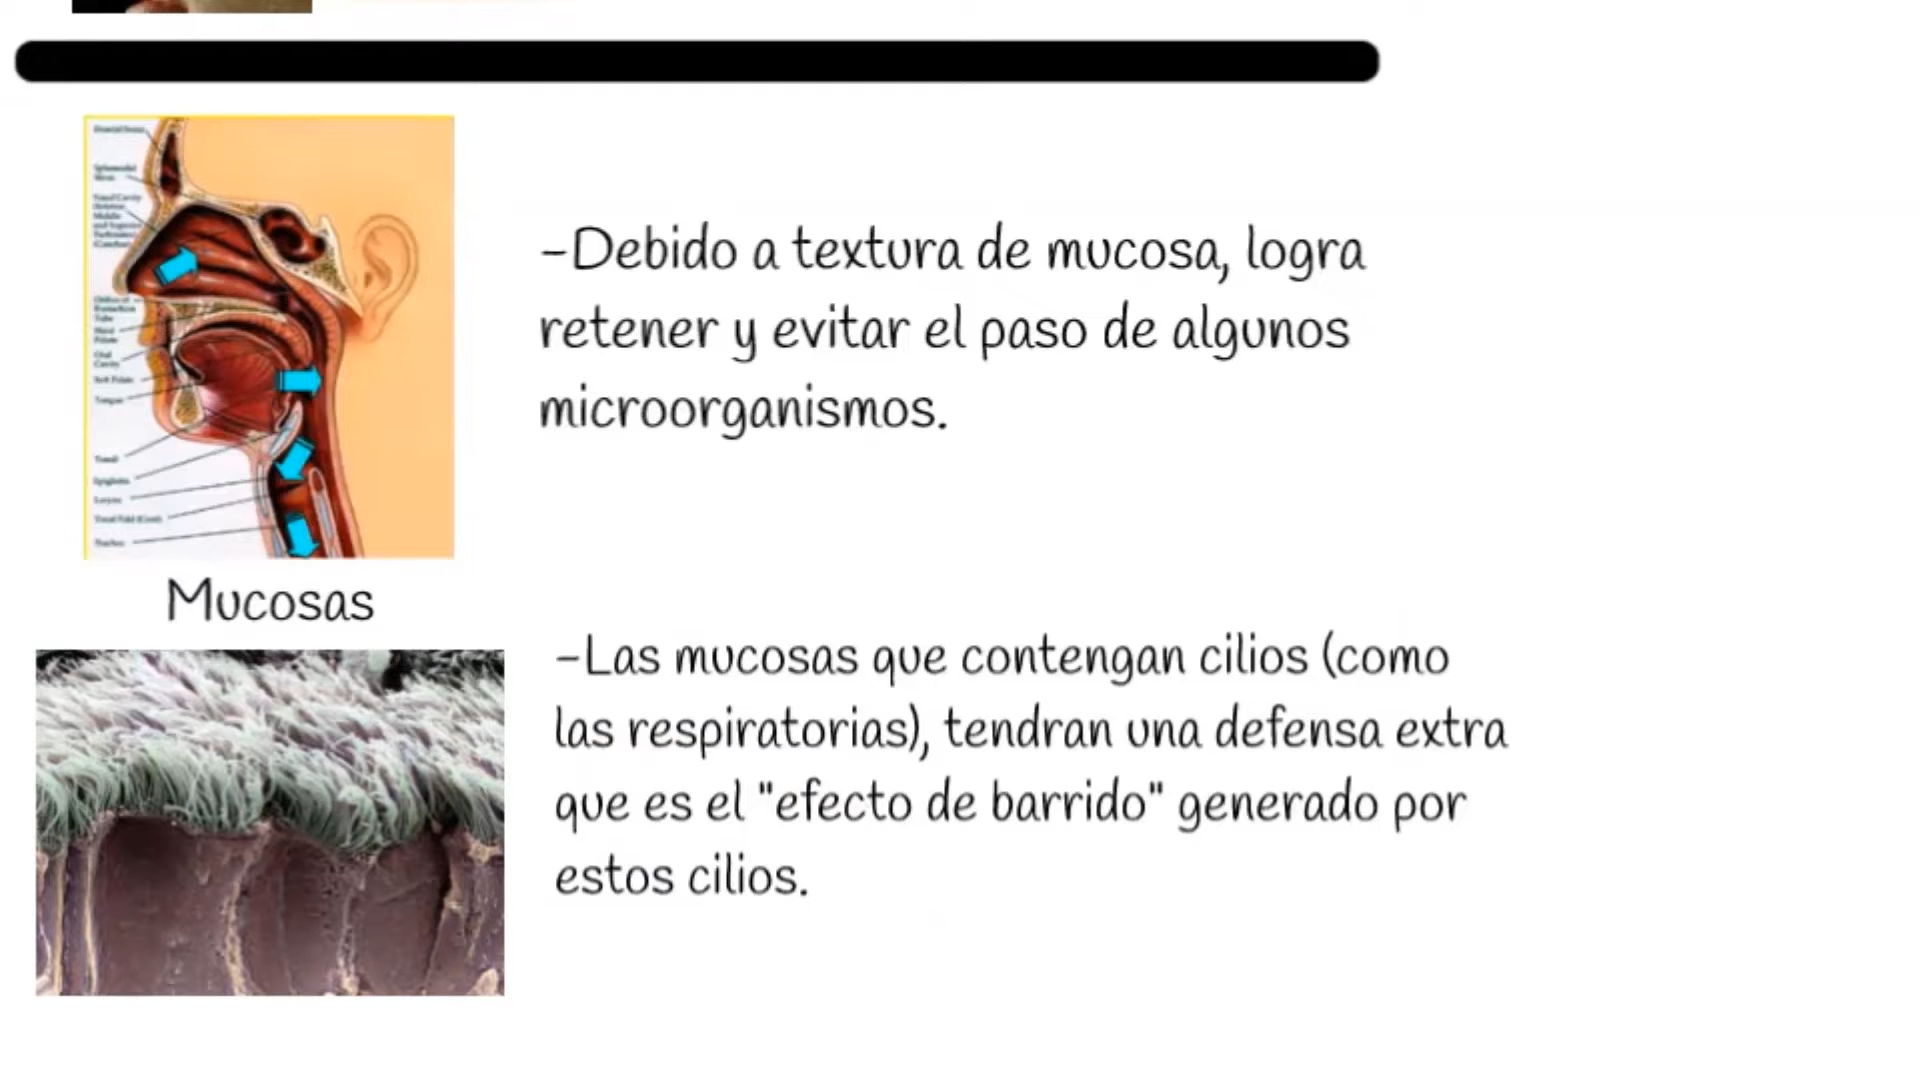 -Debido a textura de mucosa, logra
retener y evitar el paso de algunos
microorganismos.
Mucosas
-Las mucosas que contengan cilios (como
las respiratorias), tendran una defensa extra
que es el "efecto de barrido" generado por
estos cilios.